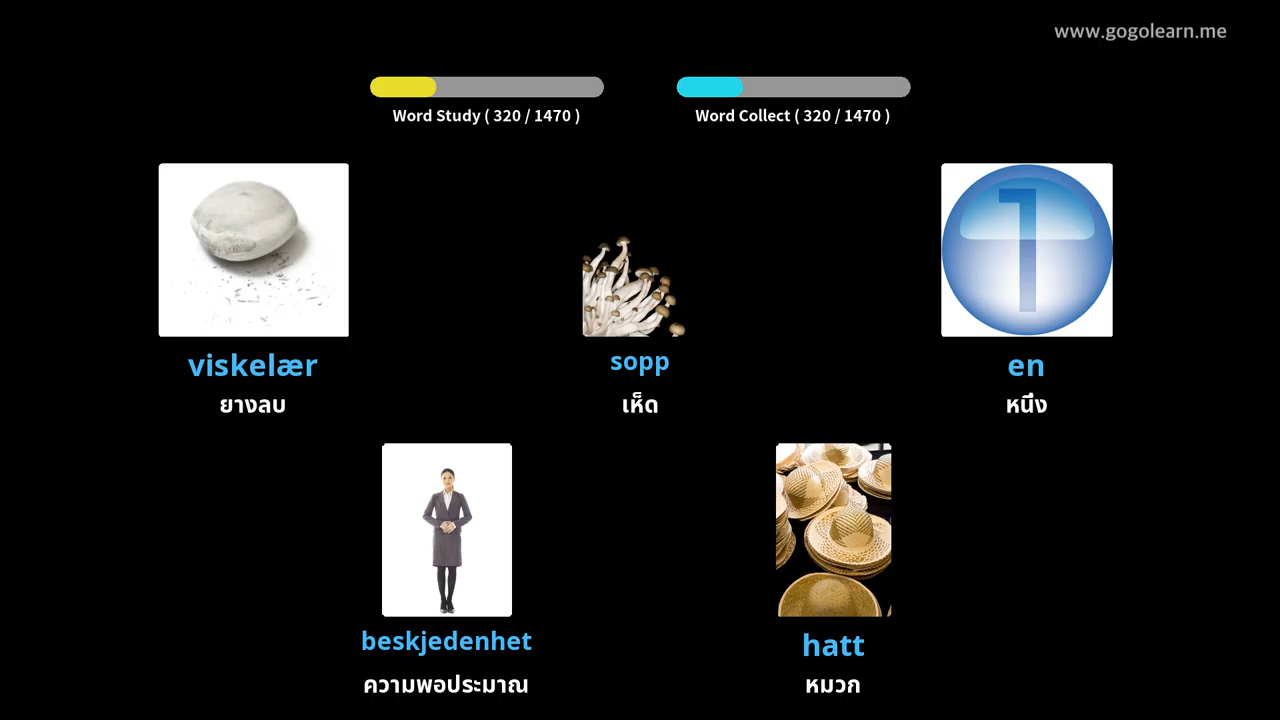 www.gogolearn.me
Word Study ( 320 / 1470 )
Word Collect ( 320 / 1470 )
1
viskelær
ยางลบ
sopp
เห็ด
en
หนึ่ง
beskjedenhet
ความพอประมาณ
hatt
หมวก